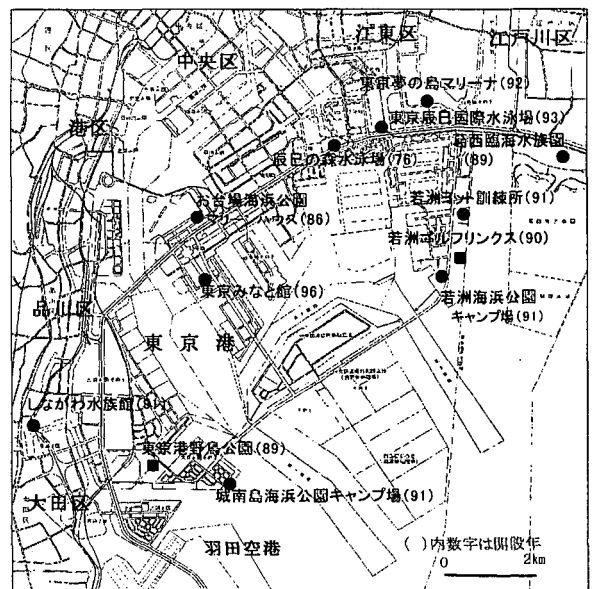 江東区
江戸川区
中央区
東京夢の島マリーナ(92)
港区
東京辰巳国際水泳場(93)
葛西臨海水族園
(89)
辰巳の森水泳場(76)
お台場海浜公園
マリーンハウス(86)
若洲ヨット訓練所(91)
若洲ゴルフリンクス(90)
東京みなと館(96)
若洲海浜公園
キャンプ場(91)
品川区
東京港
しながわ水族館(91)
東京港野鳥公園(89)
城南島海浜公園キャンプ場(91)
大田区
羽田空港
( )内数字は開設年
0 2km